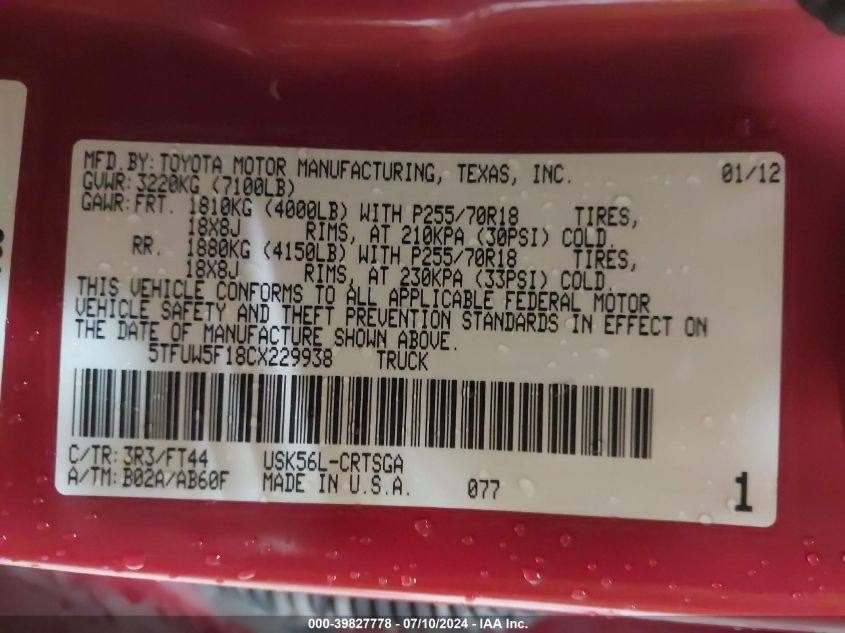 MFD. BY: TOYOTA MOTOR MANUFACTURING, TEXAS, INC. 01/12
GVWR: 3220KG (7100LB)
GAWR: FRT. 1810KG (4000LB) WITH P255/70R18 TIRES,
18X8J RIMS, AT 210KPA (30PSI) COLD.
RR. 1880KG (4150LB) WITH P255/70R18 TIRES,
18X8J RIMS, AT 230KPA (33PSI) COLD.
THIS VEHICLE CONFORMS TO ALL APPLICABLE FEDERAL MOTOR
VEHICLE SAFETY AND THEFT PREVENTION STANDARDS IN EFFECT ON
THE DATE OF MANUFACTURE SHOWN ABOVE.
5TFUW5F18CX229938 TRUCK
C/TR: 3R3/FT44 USK56L-CRTSGA
A/TM: B02A/AB60F MADE IN U.S.A. 077 1
000-39827778 - 07/10/2024 - IAA Inc.